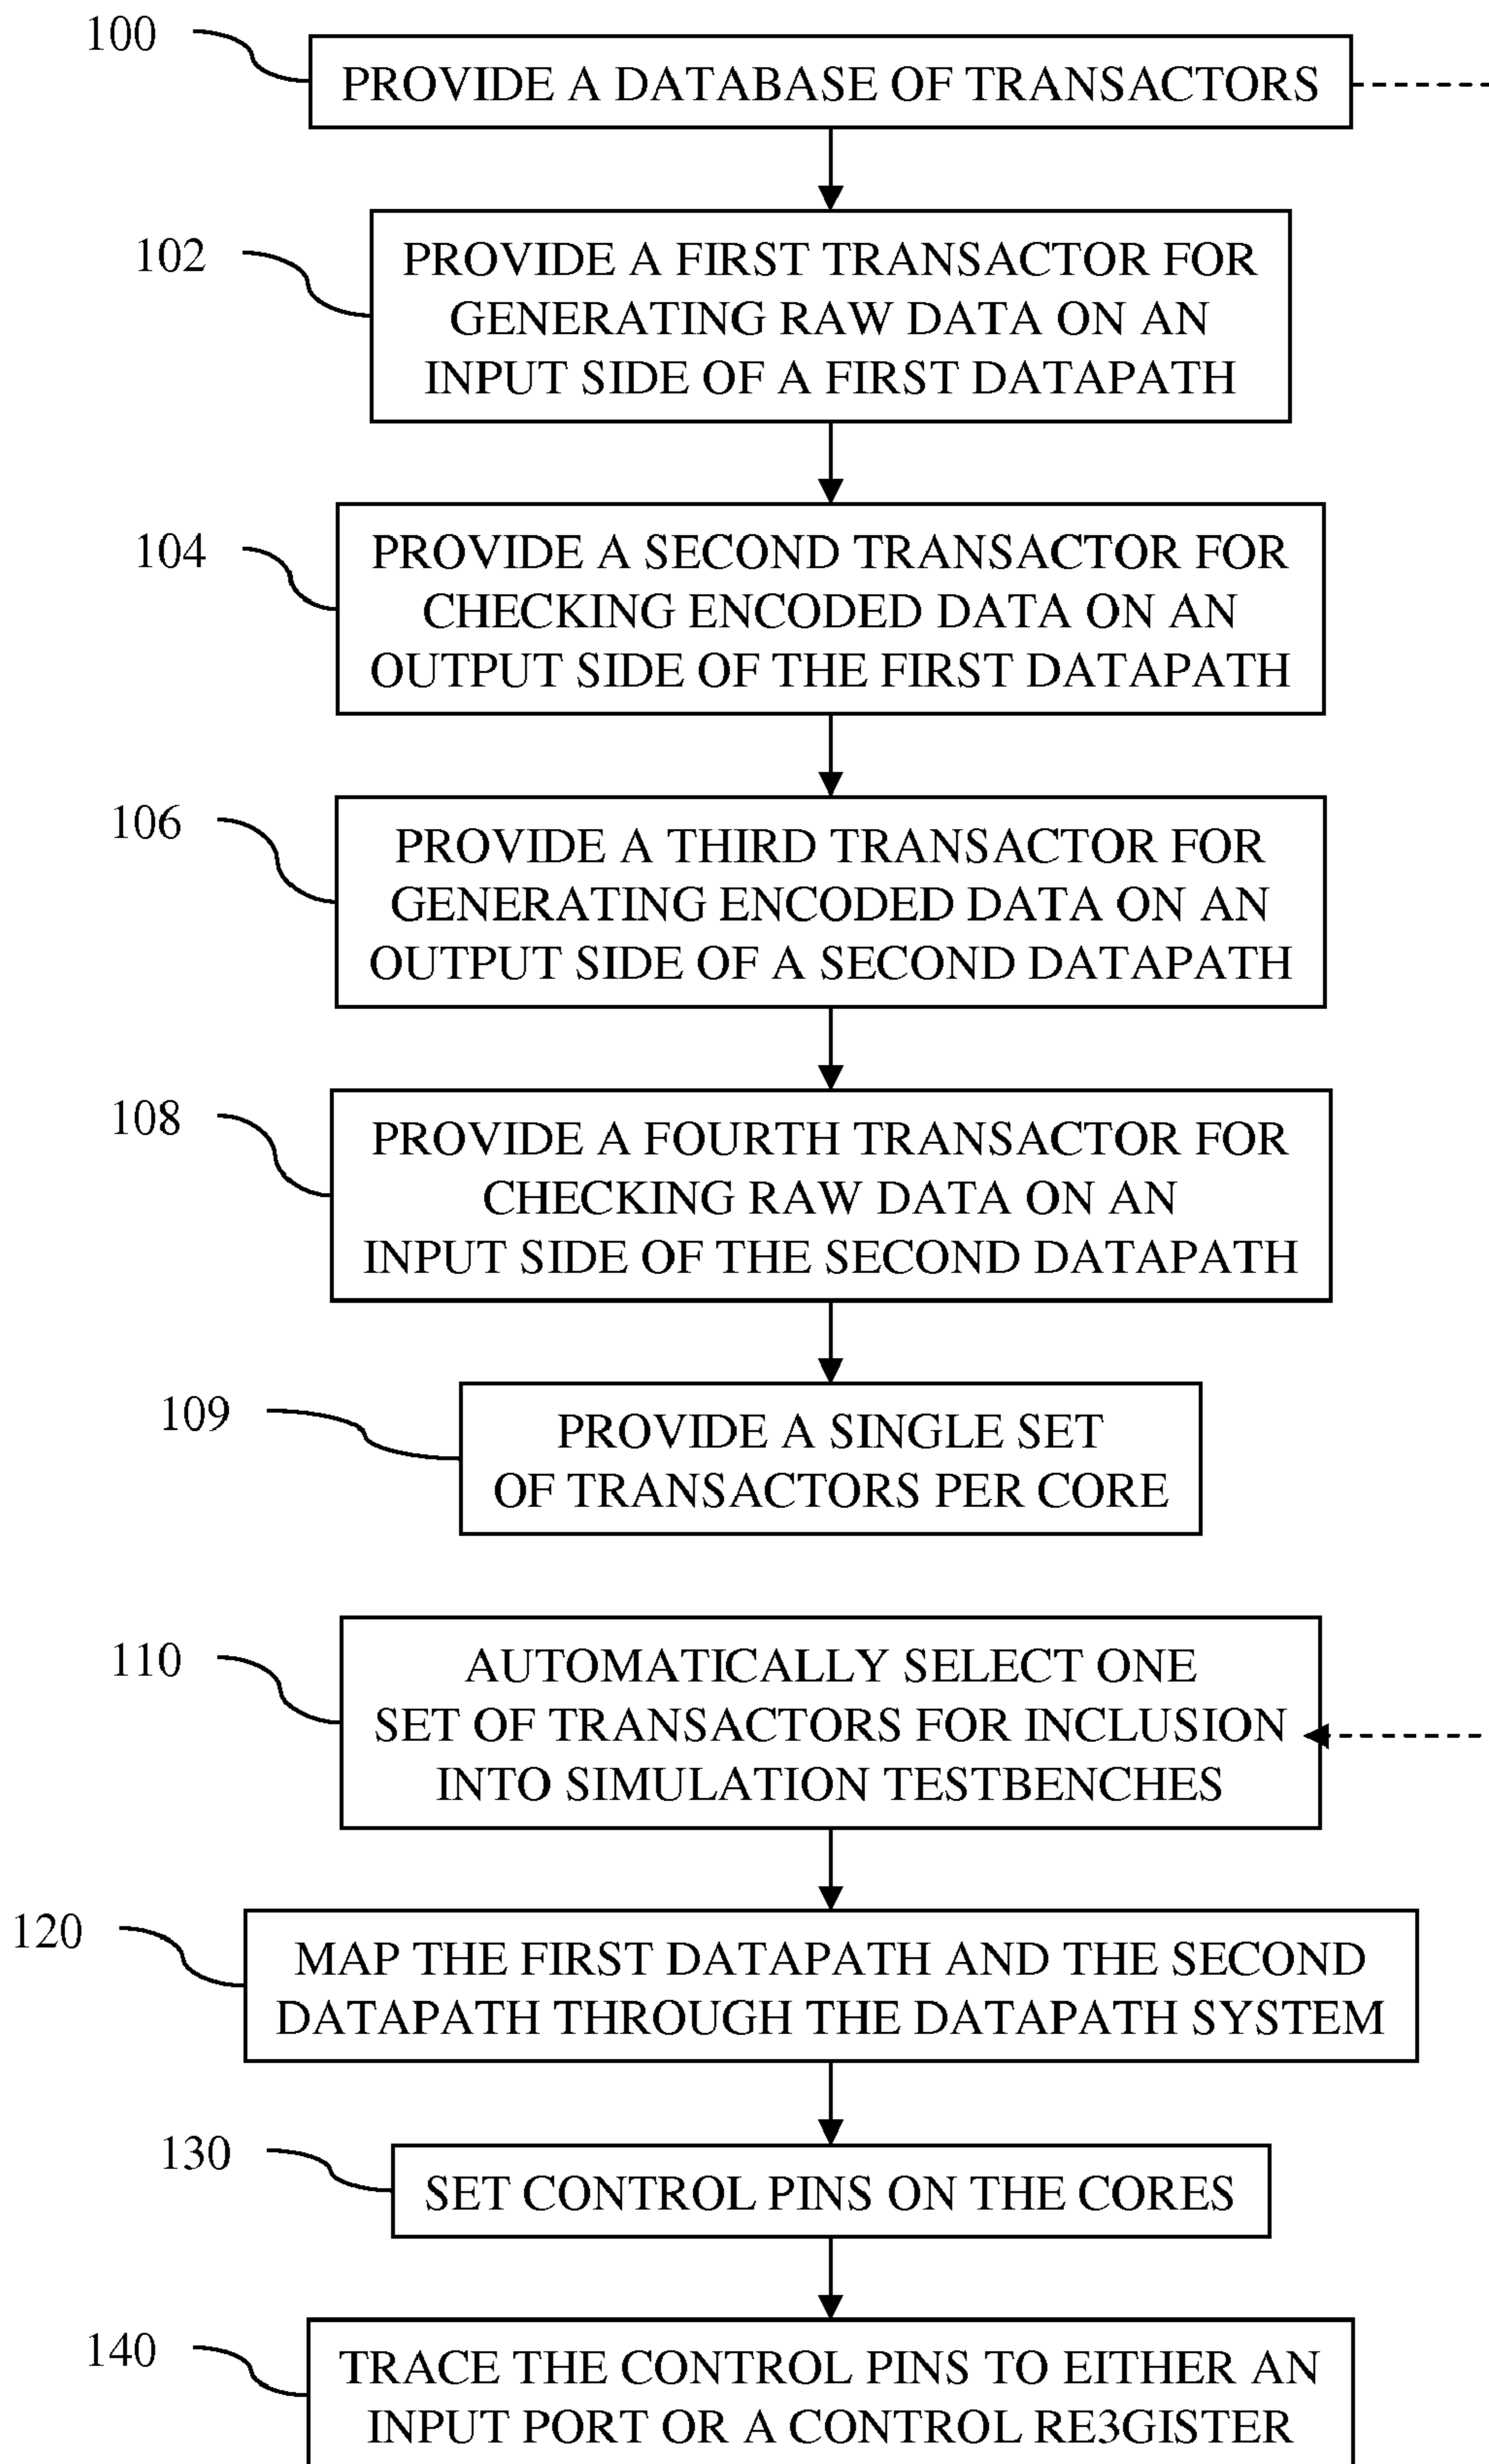 100
PROVIDE A DATABASE OF TRANSACTORS
102
PROVIDE A FIRST TRANSACTOR FOR
GENERATING RAW DATA ON AN
INPUT SIDE OF A FIRST DATAPATH
104
PROVIDE A SECOND TRANSACTOR FOR
CHECKING ENCODED DATA ON AN
OUTPUT SIDE OF THE FIRST DATAPATH
106
PROVIDE A THIRD TRANSACTOR FOR
GENERATING ENCODED DATA ON AN
OUTPUT SIDE OF A SECOND DATAPATH
108
PROVIDE A FOURTH TRANSACTOR FOR
CHECKING RAW DATA ON AN
INPUT SIDE OF THE SECOND DATAPATH
109
PROVIDE A SINGLE SET
OF TRANSACTORS PER CORE
110
AUTOMATICALLY SELECT ONE
SET OF TRANSACTORS FOR INCLUSION
INTO SIMULATION TESTBENCHES
120
MAP THE FIRST DATAPATH AND THE SECOND
DATAPATH THROUGH THE DATAPATH SYSTEM
130
SET CONTROL PINS ON THE CORES
140
TRACE THE CONTROL PINS TO EITHER AN
INPUT PORT OR A CONTROL RE3GISTER